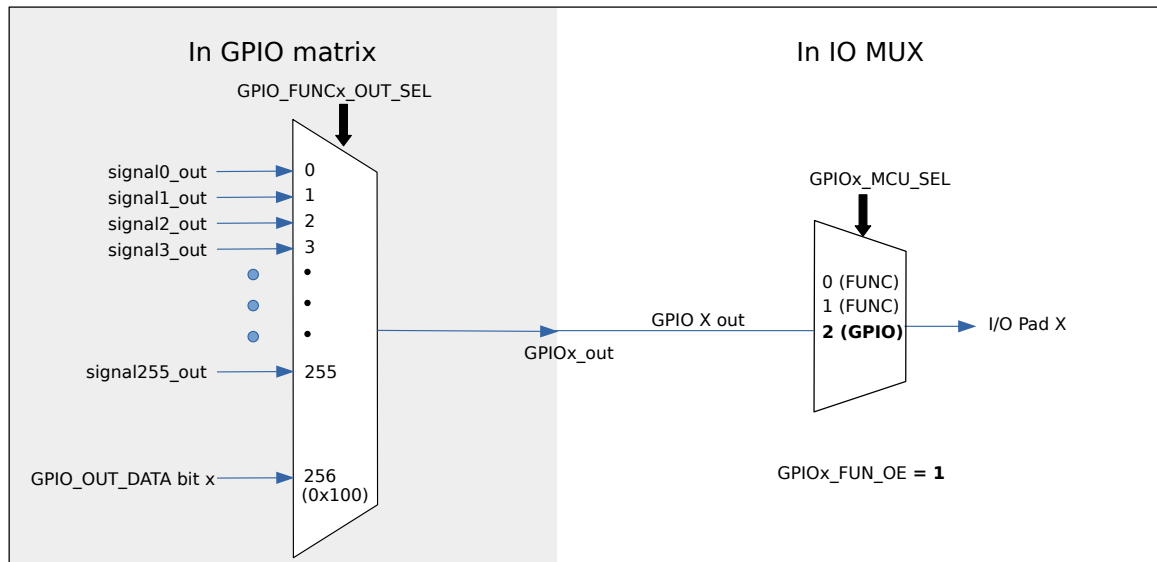 In GPIO matrix
In IO MUX
GPIO_FUNCx_OUT_SEL
signal0_out
0
signal1_out
1
signal2_out
2
signal3_out
3
signal255_out
255
GPIO_OUT_DATA bit x
256
(0x100)
GPIOx_out
GPIO X out
GPIOx_MCU_SEL
0 (FUNC)
1 (FUNC)
2 (GPIO)
I/O Pad X
GPIOx_FUN_OE = 1